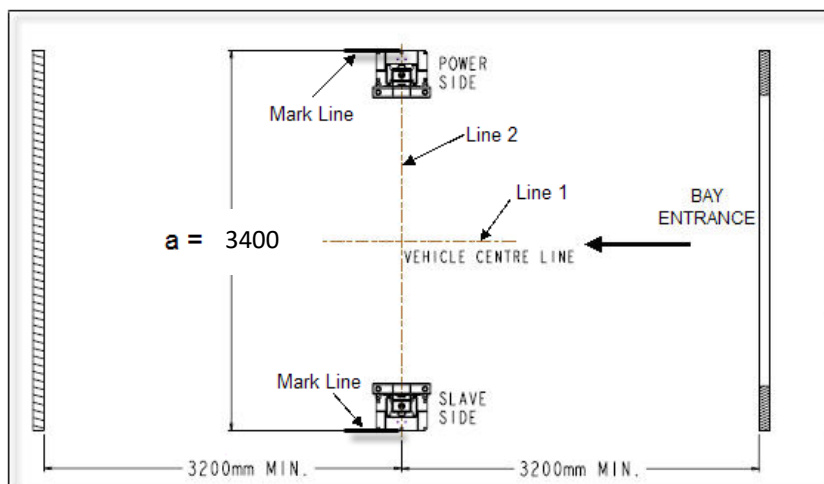 POWER
SIDE
Mark Line
Line 2
Line 1
BAY
ENTRANCE
a = 3400
VEHICLE CENTRE LINE
Mark Line
SLAVE
SIDE
3200mm MIN.
3200mm MIN.